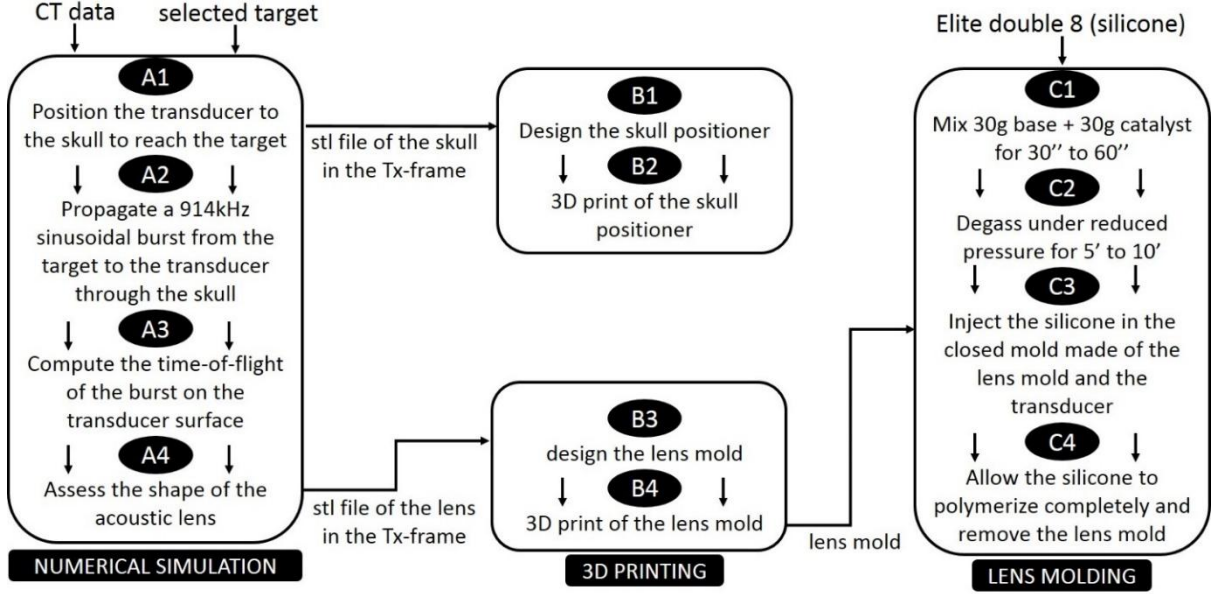 CT data
selected target
A1
Position the transducer to
the skull to reach the target
A2
Propagate a 914kHz
sinusoidal burst from the
target to the transducer
through the skull
A3
Compute the time-of-flight
of the burst on the
transducer surface
A4
Assess the shape of the
acoustic lens
NUMERICAL SIMULATION
stl file of the skull
in the Tx-frame
stl file of the lens
in the Tx-frame
B1
Design the skull positioner
B2
3D print of the skull
positioner
B3
design the lens mold
B4
3D print of the lens mold
3D PRINTING
lens mold
Elite double 8 (silicone)
C1
Mix 30g base + 30g catalyst
for 30’’ to 60’’
C2
Degass under reduced
pressure for 5’ to 10’
C3
Inject the silicone in the
closed mold made of the
lens mold and the
transducer
C4
Allow the silicone to
polymerize completely and
remove the lens mold
LENS MOLDING